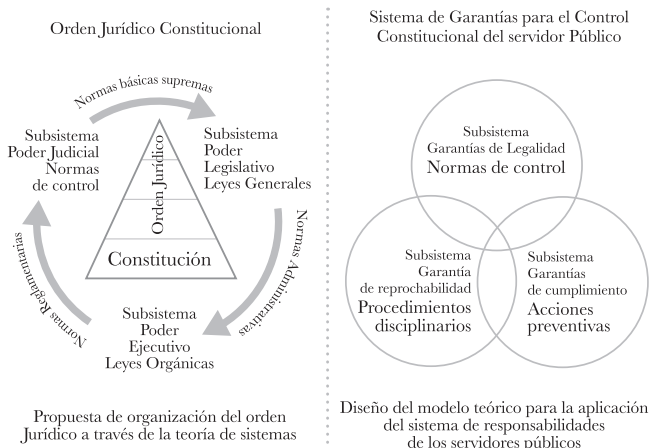 Orden Jurídico Constitucional
Normas básicas supremas
Subsistema
Poder Judicial
Normas
de control
Subsistema
Poder
Legislativo
Leyes Generales
Orden Jurídico
Constitución
Normas Reglamentarias
Normas Administrativas
Subsistema
Poder
Ejecutivo
Leyes Orgánicas
Propuesta de organización del orden
Jurídico a través de la teoría de sistemas
Sistema de Garantías para el Control
Constitucional del servidor Público
Subsistema
Garantías de Legalidad
Normas de control
Subsistema
Garantía
de reprochabilidad
Procedimientos
disciplinarios
Subsistema
Garantías
de cumplimiento
Acciones
preventivas
Diseño del modelo teórico para la aplicación
del sistema de responsabilidades
de los servidores públicos